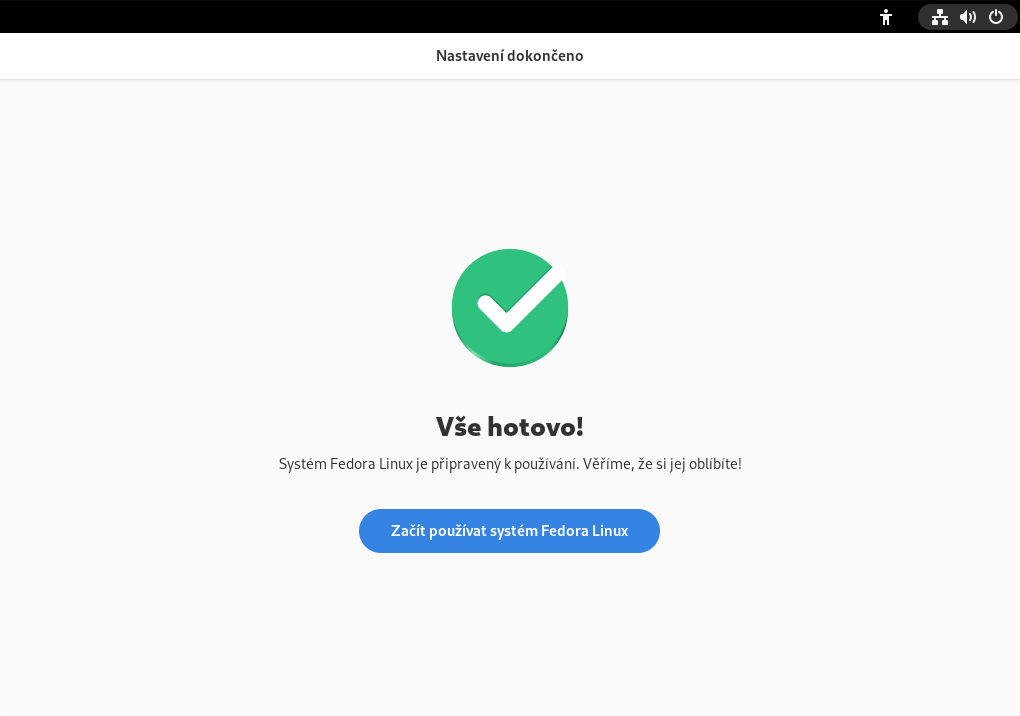 Nastavení dokončeno
Vše hotovo!
Systém Fedora Linux je připravený k používání. Věříme, že si jej oblíbíte!
Začít používat systém Fedora Linux